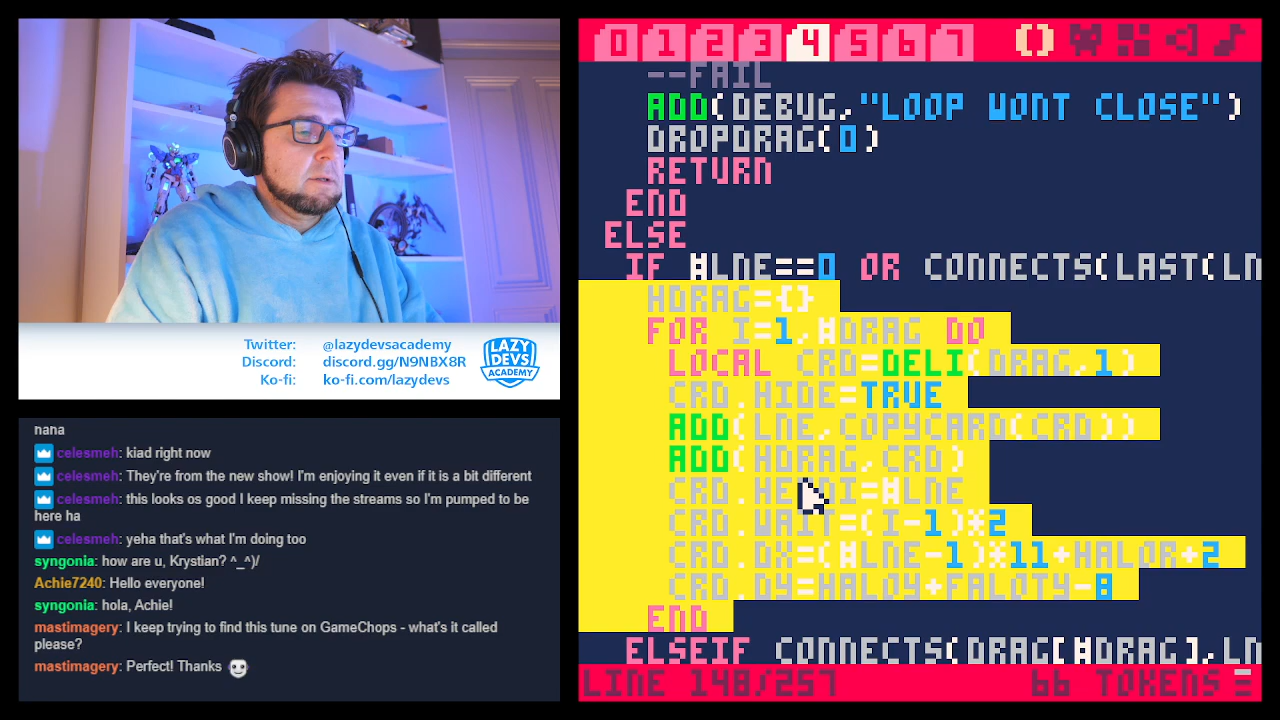 Twitter: @lazydevsacademy
Discord: discord.gg/N9NBX8R
Ko-fi: ko-fi.com/lazydevs
LAZY
DEVS
ACADEMY
nana
celesmeh: kiad right now
celesmeh: They're from the new show! I'm enjoying it even if it is a bit different
celesmeh: this looks os good I keep missing the streams so I'm pumped to be
here ha
celesmeh: yeha that's what I'm doing too
syngonia: how are u, Krystian? ^_^)/
Achie7240: Hello everyone!
syngonia: hola, Achie!
mastimagery: I keep trying to find this tune on GameChops - what's it called
please?
mastimagery: Perfect! Thanks
0 1 2 3 4 5 6 7 ()
--FAIL
ADD(DEBUG,"LOOP WONT CLOSE")
DROPDRAG(0)
RETURN
END
ELSE
IF #LNE==0 OR CONNECTS(LAST(LN
HDRAG={}
FOR I=1,#DRAG DO
LOCAL CRD=DELI(DRAG,1)
CRD.HIDE=TRUE
ADD(LNE,COPYCARD(CRD))
ADD(HDRAG,CRD)
=#LNE
CRD.WAIT=(I-1)*2
CRD.DX=(#LNE-1)*11+HALOR+2
CRD.DY=HALOY+FALOTY-8
END
ELSEIF CONNECTS(DRAG[#DRAG],LN
LINE 148/257 66 TOKENS